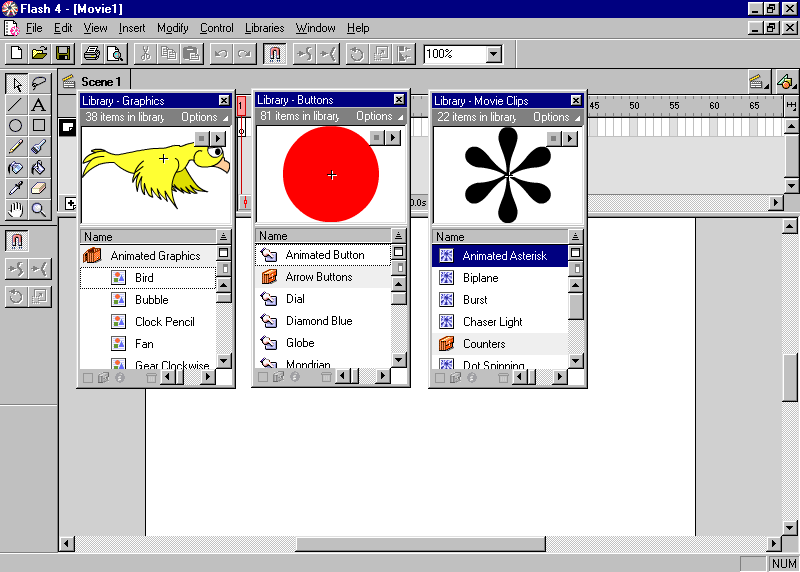 Flash 4 - [Movie1]
File Edit View Insert Modify Control Libraries Window Help
100%
Scene 1
Library - Graphics
38 items in library
Options
Name
Animated Graphics
Bird
Bubble
Clock Pencil
Fan
Gear Clockwise
1
Library - Buttons
81 items in library
Options
Name
Animated Button
Arrow Buttons
Dial
Diamond Blue
Globe
Mondrian
0.0s
Library - Movie Clips
22 items in library
Options
Name
Animated Asterisk
Biplane
Burst
Chaser Light
Counters
Dot Spinning
45 50 55 60 65
NUM